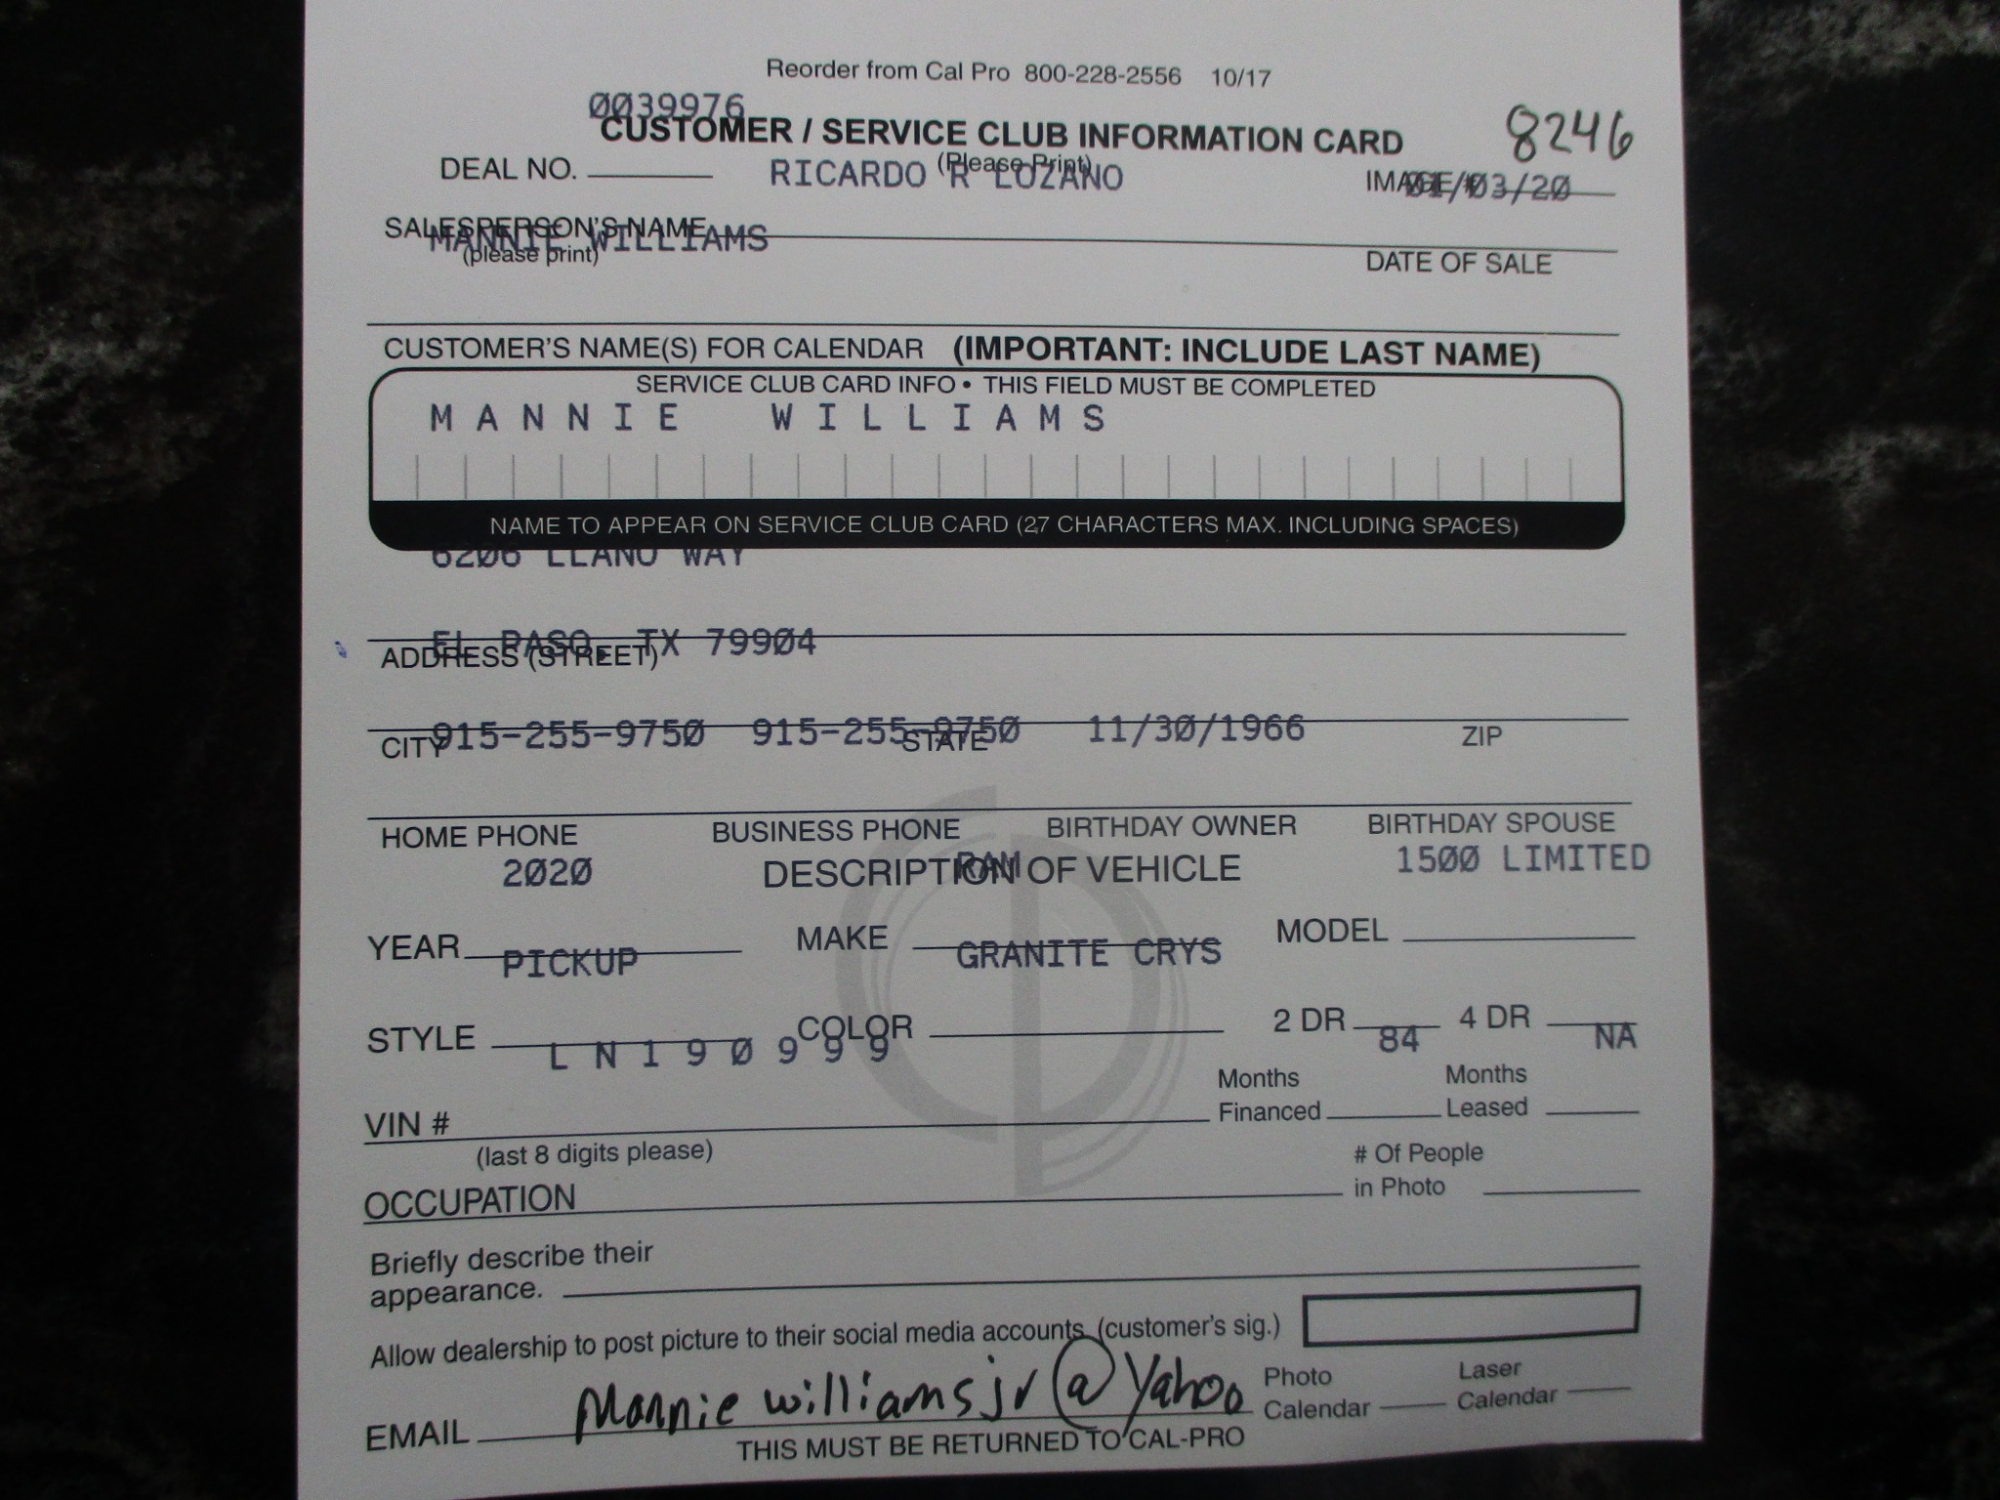 Reorder from Cal Pro 800-228-2556 10/17
0039976
CUSTOMER / SERVICE CLUB INFORMATION CARD 8246
(Please Print)
DEAL NO. RICARDO R LOZANO IMAGE # 01/03/20
SALESPERSON'S NAME
MANNIE WILLIAMS
(please print) DATE OF SALE
CUSTOMER'S NAME(S) FOR CALENDAR (IMPORTANT: INCLUDE LAST NAME)
SERVICE CLUB CARD INFO • THIS FIELD MUST BE COMPLETED
MANNIE WILLIAMS
NAME TO APPEAR ON SERVICE CLUB CARD (27 CHARACTERS MAX. INCLUDING SPACES)
6206 LLANO WAY
EL PASO, TX 79904
ADDRESS (STREET)
915-255-9750 915-255-9750 11/30/1966
CITY STATE ZIP
HOME PHONE BUSINESS PHONE BIRTHDAY OWNER BIRTHDAY SPOUSE
2020 RAM 1500 LIMITED
DESCRIPTION OF VEHICLE
YEAR MAKE MODEL
PICKUP GRANITE CRYS
STYLE COLOR 2 DR 4 DR
LN190999 84 NA
VIN # Months Financed Months Leased
(last 8 digits please)
OCCUPATION # Of People in Photo
Briefly describe their
appearance.
Allow dealership to post picture to their social media accounts (customer's sig.)
EMAIL Mannie williamsjr@Yahoo Photo Calendar Laser Calendar
THIS MUST BE RETURNED TO CAL-PRO